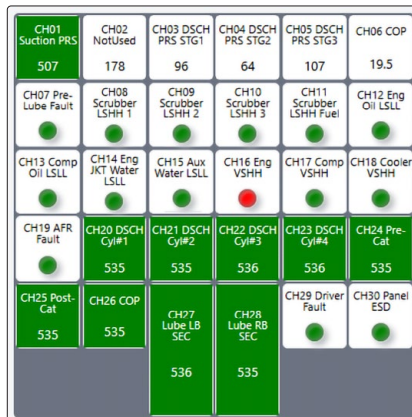 CH01
Suction PRS
507
CH02
NotUsed
178
CH03 DSCH
PRS STG1
96
CH04 DSCH
PRS STG2
64
CH05 DSCH
PRS STG3
107
CH06 COP
19.5
CH07 Pre-
Lube Fault
CH08
Scrubber
LSHH 1
CH09
Scrubber
LSHH 2
CH10
Scrubber
LSHH 3
CH11
Scrubber
LSHH Fuel
CH12 Eng
Oil LSLL
CH13 Comp
Oil LSLL
CH14 Eng
JKT Water
LSLL
CH15 Aux
Water LSLL
CH16 Eng
VSHH
CH17 Comp
VSHH
CH18 Cooler
VSHH
CH19 AFR
Fault
CH20 DSCH
Cyl#1
535
CH21 DSCH
Cyl#2
535
CH22 DSCH
Cyl#3
536
CH23 DSCH
Cyl#4
536
CH24 Pre-
Cat
535
CH25 Post-
Cat
535
CH26 COP
535
CH27
Lube LB
SEC
536
CH28
Lube RB
SEC
535
CH29 Driver
Fault
CH30 Panel
ESD